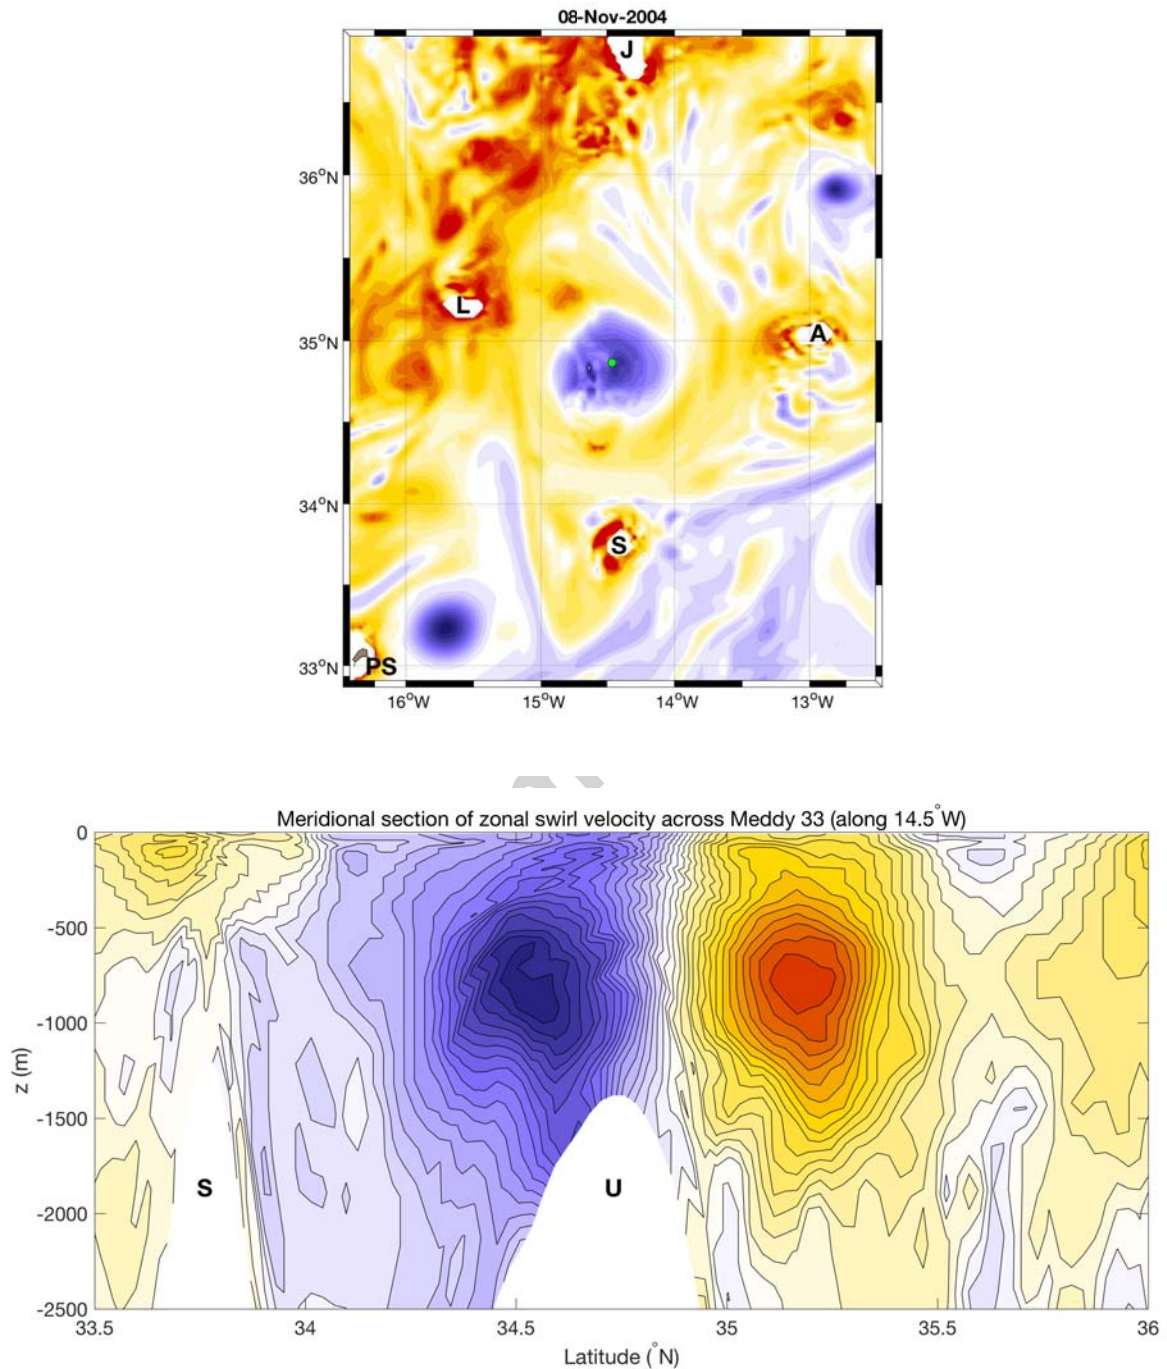 08-Nov-2004
J
36°N
L
35°N
A
34°N
S
33°N
PS
16°W 15°W 14°W 13°W
Meridional section of zonal swirl velocity across Meddy 33 (along 14.5°W)
0
-500
-1000
z (m)
-1500
S U
-2000
-2500
33.5 34 34.5 35 35.5 36
Latitude (°N)